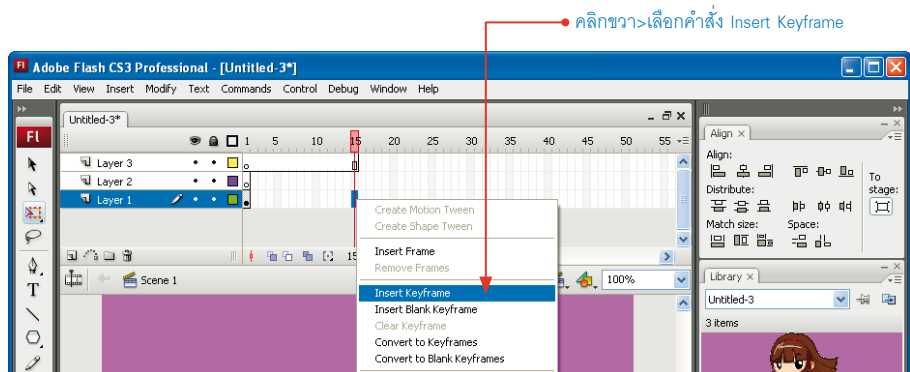 คลิกขวา>เลือกคำสั่ง Insert Keyframe
Adobe Flash CS3 Professional - [Untitled-3*]
File Edit View Insert Modify Text Commands Control Debug Window Help
Untitled-3*
Fl
1 5 10 15 20 25 30 35 40 45 50 55
Layer 3
Layer 2
Layer 1
15
Scene 1
100%
Create Motion Tween
Create Shape Tween
Insert Frame
Remove Frames
Insert Keyframe
Insert Blank Keyframe
Clear Keyframe
Convert to Keyframes
Convert to Blank Keyframes
Align ×
Align:
To
stage:
Distribute:
Match size: Space:
Library ×
Untitled-3
3 items